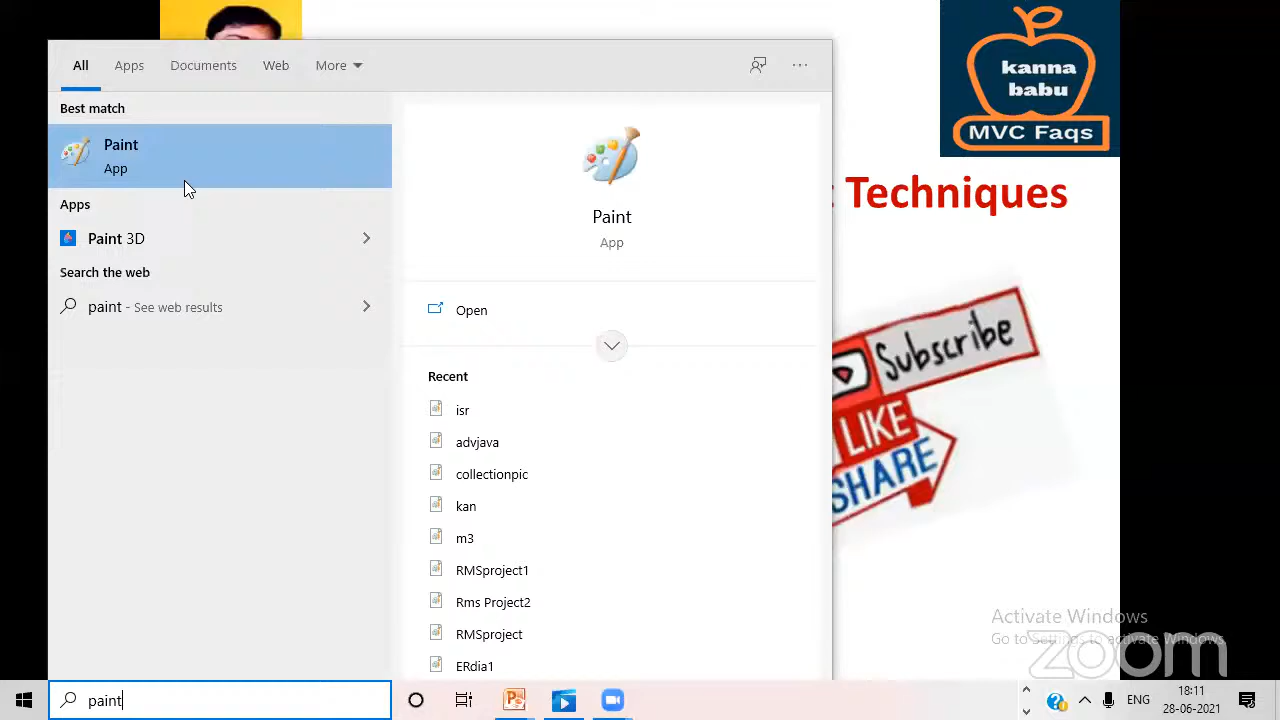 kanna
babu
MVC Faqs
All Apps Documents Web More
Best match
Paint
App
Apps
Paint 3D
Search the web
paint - See web results
Paint
App
Open
Recent
isr
advjava
collectionpic
kan
m3
RMSproject1
Rms Project2
RMSproject
ERdia1
Techniques
Subscribe
LIKE
SHARE
Activate Windows
Go to Settings to activate Windows.
zoom
paint
ENG
18:11
28-06-2021